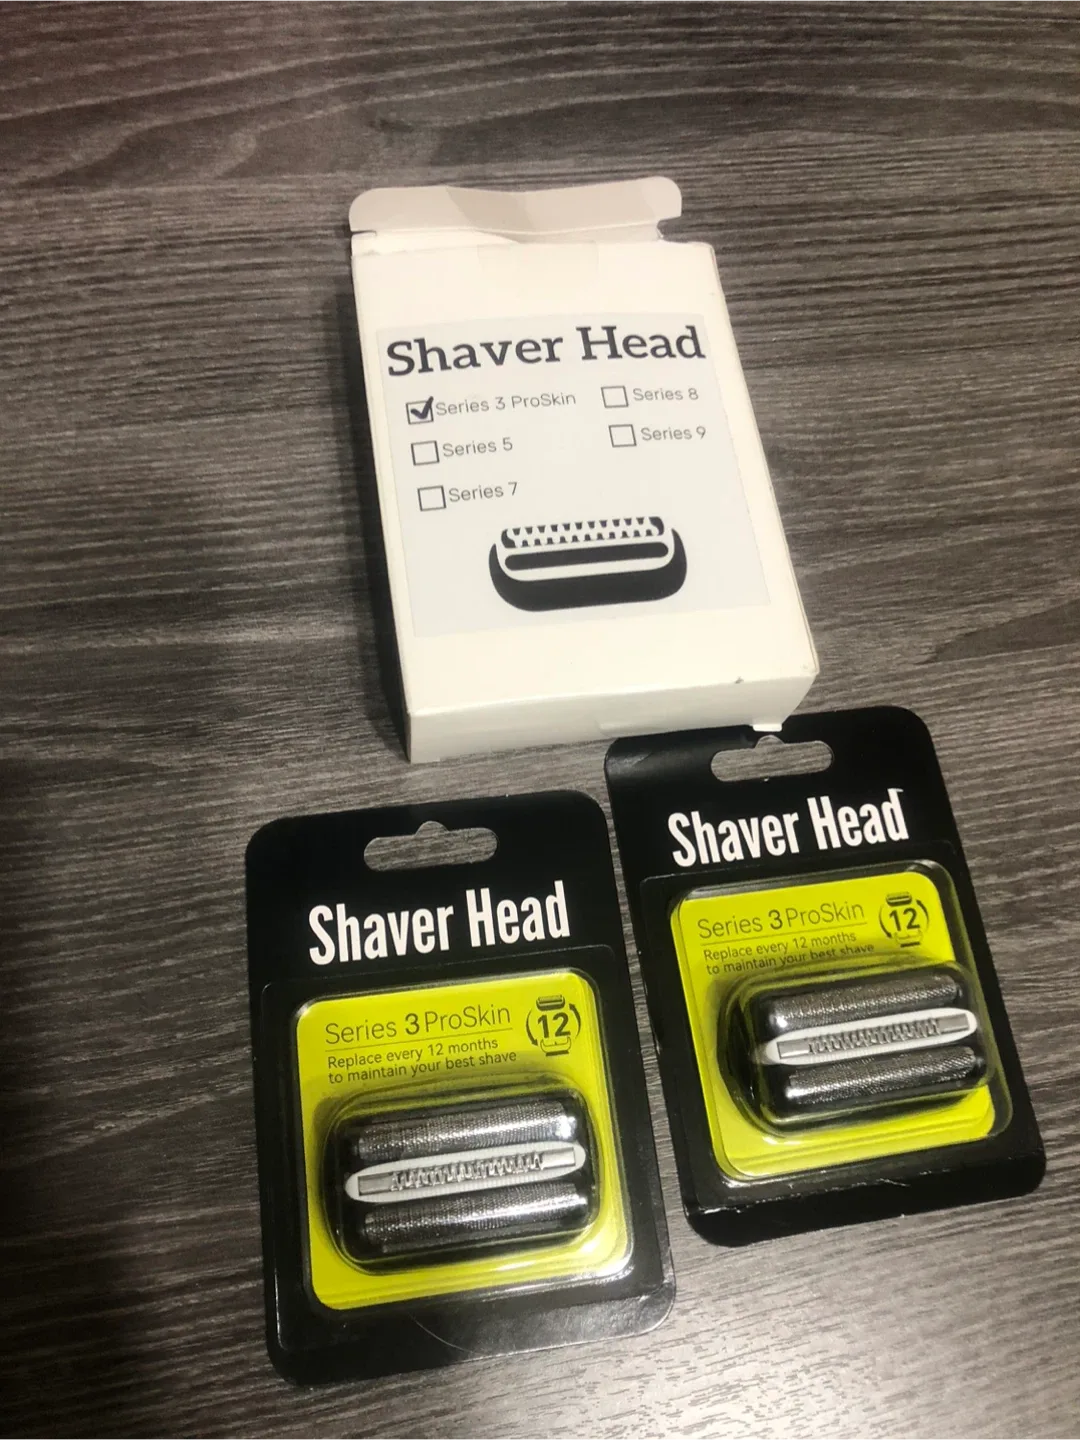 Shaver Head
Series 3 ProSkin
Series 8
Series 5
Series 9
Series 7
Shaver Head
Series 3 ProSkin
Replace every 12 months
to maintain your best shave
12
Shaver Head
Series 3 ProSkin
Replace every 12 months
to maintain your best shave
12